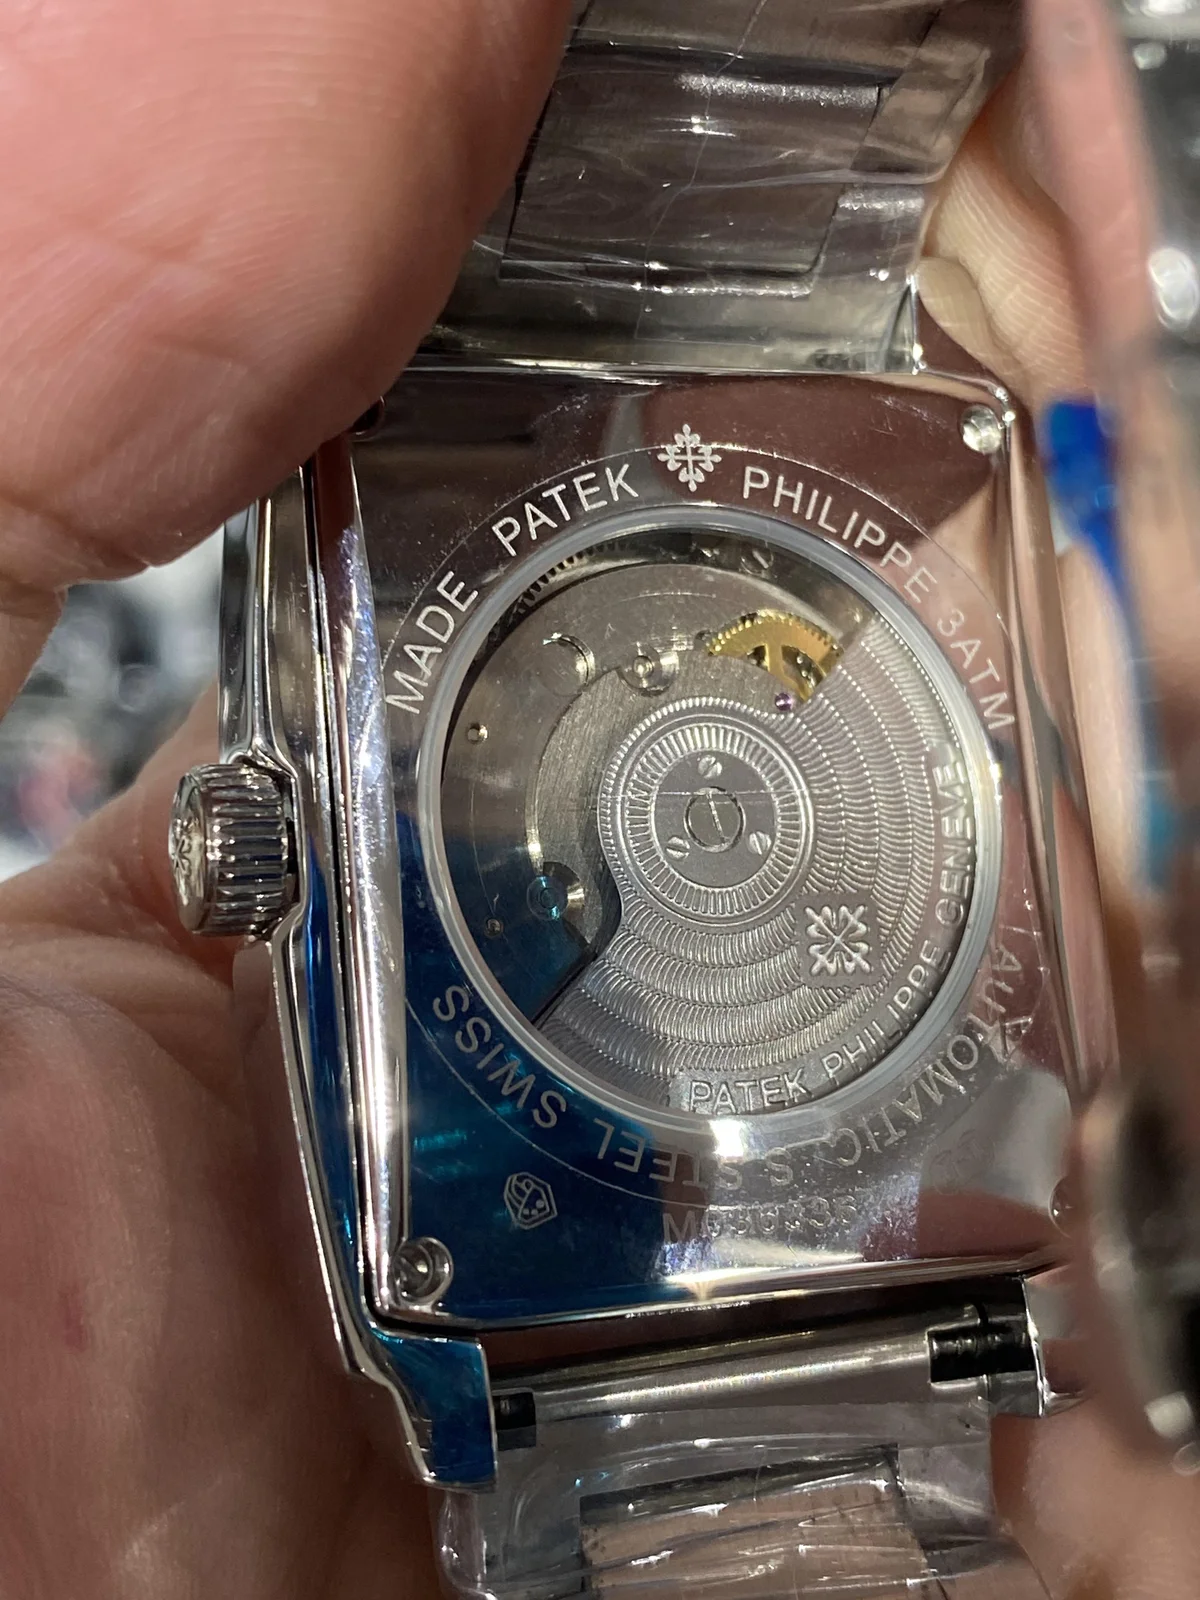 MADE PATEK PHILIPPE 3ATM
AUTOMATIC S STEEL SWISS
PATEK PHILIPPE GENEVE